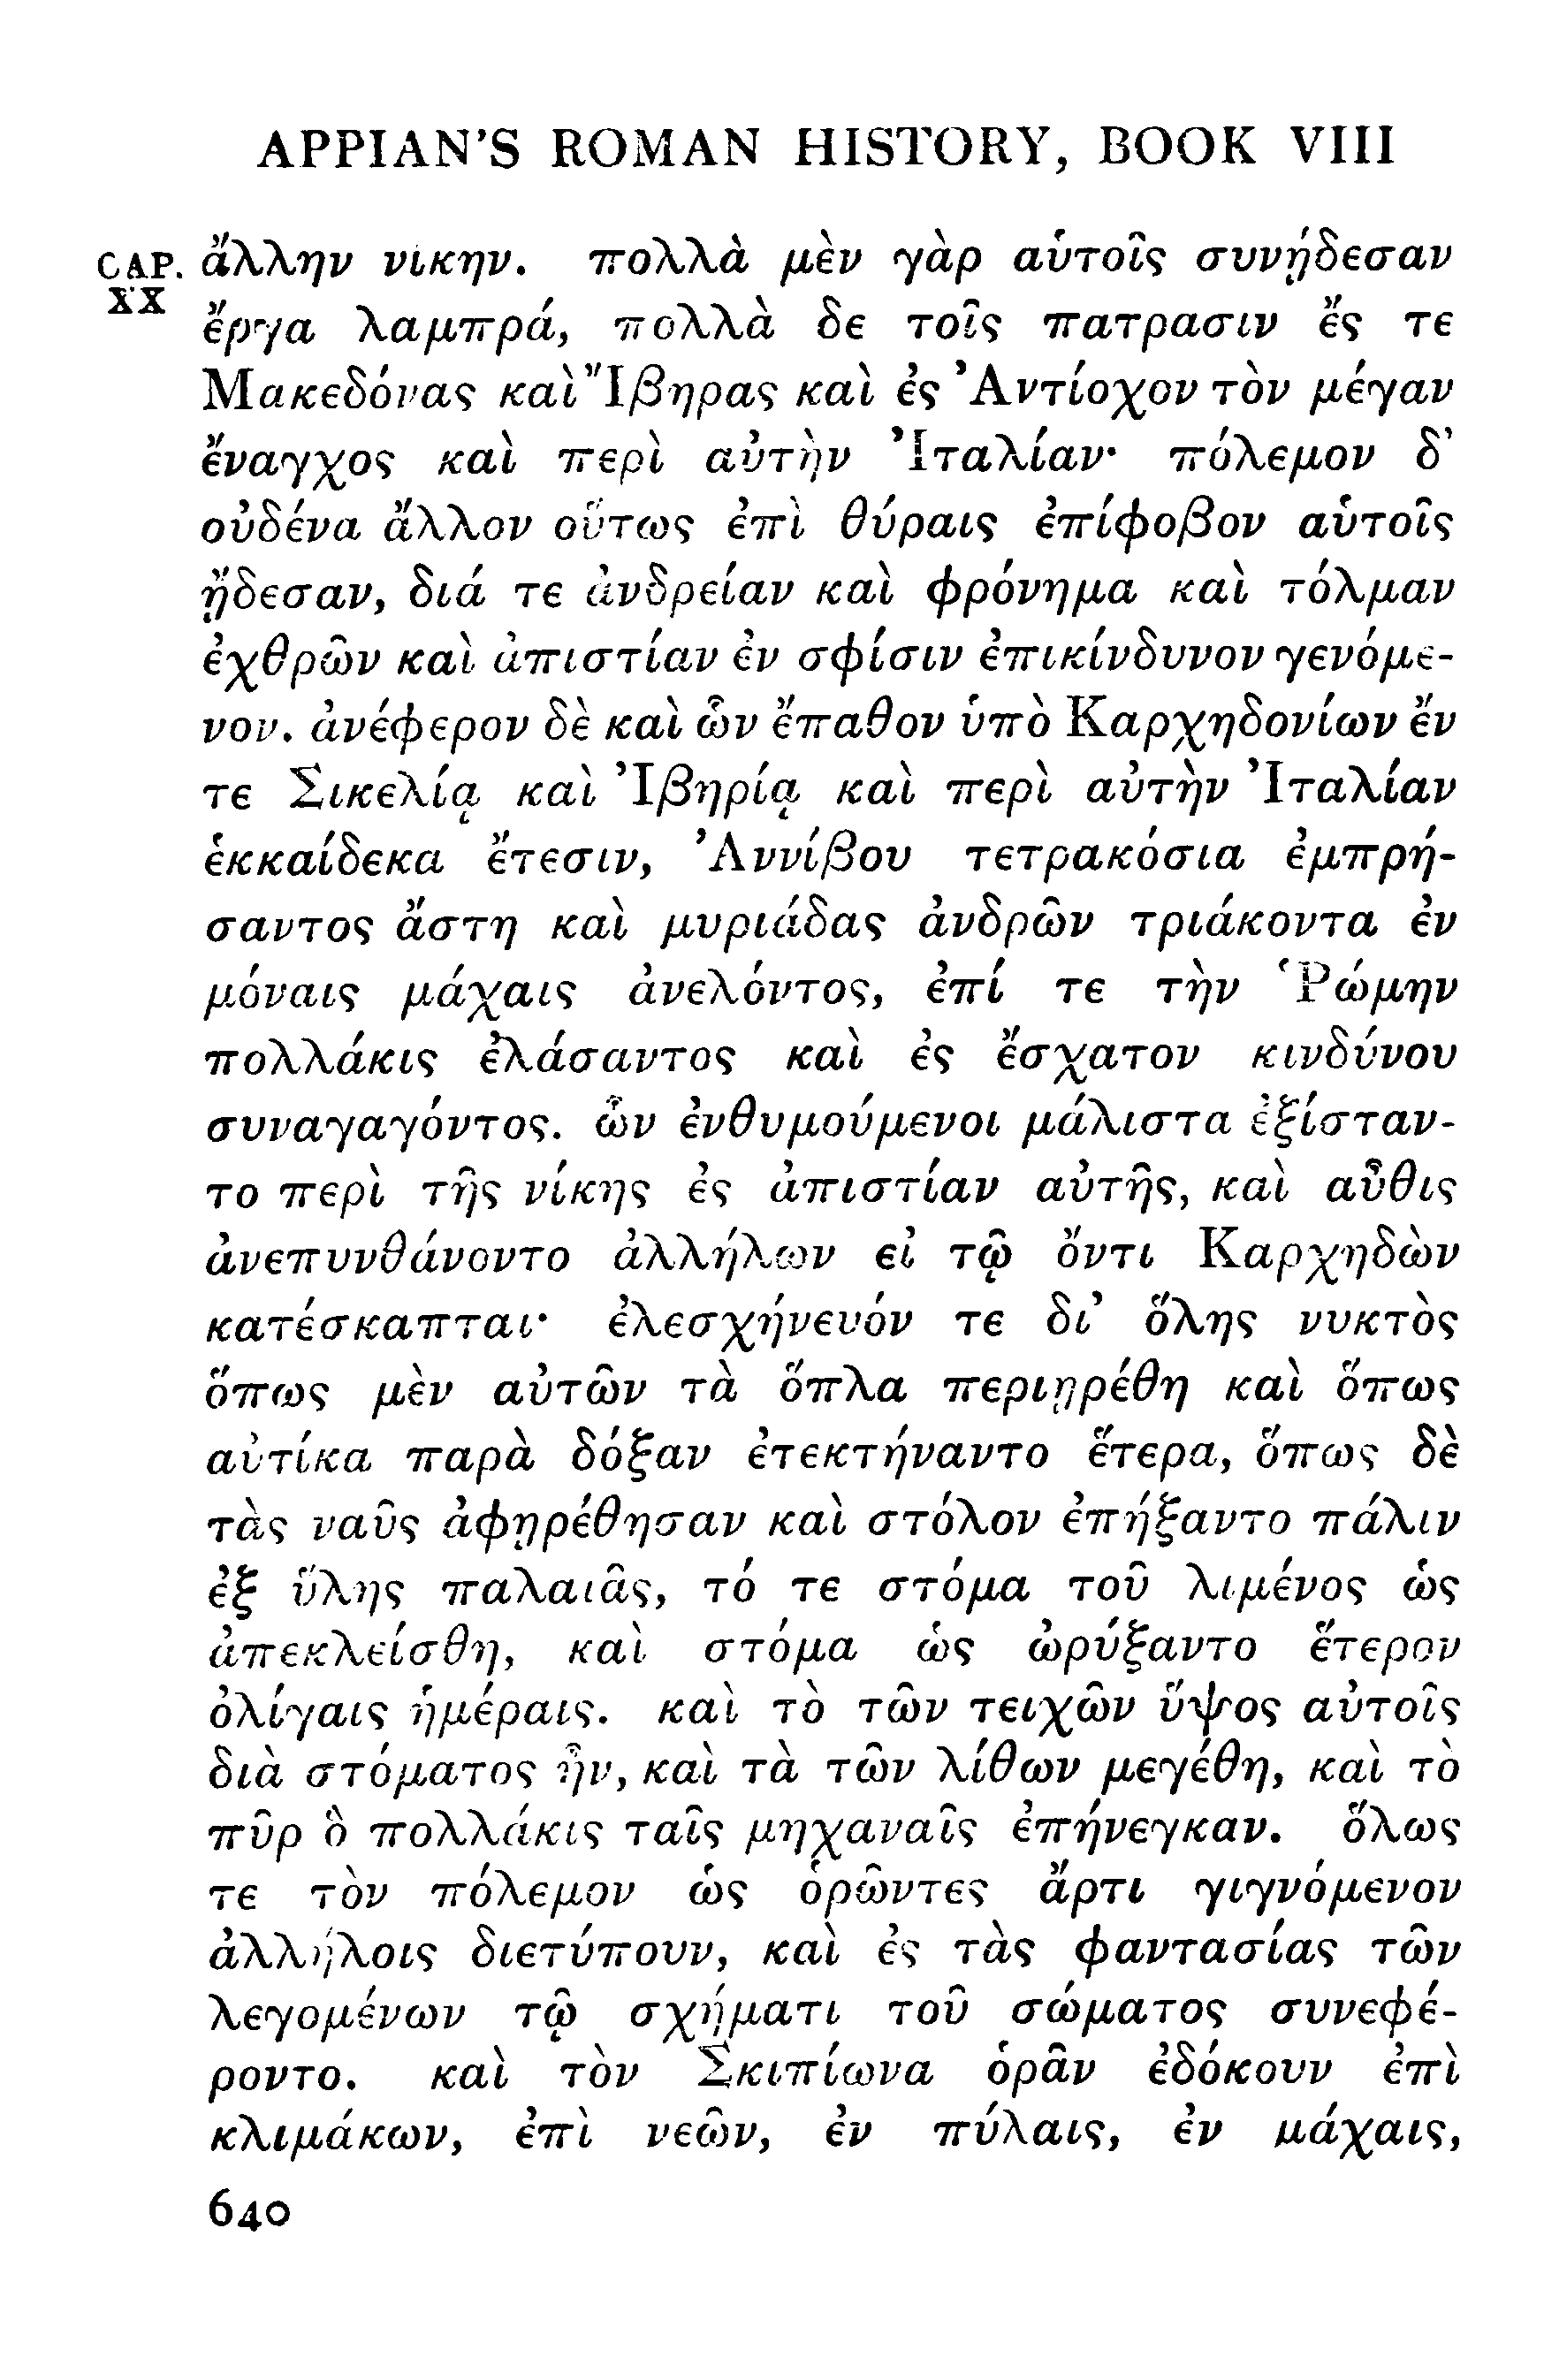 APPIAN'S ROMAN HISTORY, BOOK VIII
CAP. ἄλλην νίκην. πολλὰ μὲν γὰρ αὑτοῖς συνῄδεσαν
XX ἔργα λαμπρά, πολλὰ δὲ τοῖς πατράσιν ἔς τε
Μακεδόνας καὶ Ἴβηρας καὶ ἐς Ἀντίοχον τὸν μέγαν
ἔναγχος καὶ περὶ αὐτὴν Ἰταλίαν· πόλεμον δ'
οὐδένα ἄλλον οὕτως ἐπὶ θύραις ἐπίφοβον αὑτοῖς
ᾔδεσαν, διά τε ἀνδρείαν καὶ φρόνημα καὶ τόλμαν
ἐχθρῶν καὶ ἀπιστίαν ἐν σφίσιν ἐπικίνδυνον γενόμε-
νον. ἀνέφερον δὲ καὶ ὧν ἔπαθον ὑπὸ Καρχηδονίων ἔν
τε Σικελίᾳ καὶ Ἰβηρίᾳ καὶ περὶ αὐτὴν Ἰταλίαν
ἑκκαίδεκα ἔτεσιν, Ἀννίβου τετρακόσια ἐμπρή-
σαντος ἄστη καὶ μυριάδας ἀνδρῶν τριάκοντα ἐν
μόναις μάχαις ἀνελόντος, ἐπί τε τὴν Ῥώμην
πολλάκις ἐλάσαντος καὶ ἐς ἔσχατον κινδύνου
συναγαγόντος. ὧν ἐνθυμούμενοι μάλιστα ἐξίσταν-
το περὶ τῆς νίκης ἐς ἀπιστίαν αὐτῆς, καὶ αὖθις
ἀνεπυνθάνοντο ἀλλήλων εἰ τῷ ὄντι Καρχηδὼν
κατέσκαπται· ἐλεσχήνευόν τε δι' ὅλης νυκτὸς
ὅπως μὲν αὐτῶν τὰ ὅπλα περιῃρέθη καὶ ὅπως
αὐτίκα παρὰ δόξαν ἐτεκτήναντο ἕτερα, ὅπως δὲ
τὰς ναῦς ἀφῃρέθησαν καὶ στόλον ἐπήξαντο πάλιν
ἐξ ὕλης παλαιᾶς, τό τε στόμα τοῦ λιμένος ὡς
ἀπεκλείσθη, καὶ στόμα ὡς ὠρύξαντο ἕτερον
ὀλίγαις ἡμέραις. καὶ τὸ τῶν τειχῶν ὕψος αὐτοῖς
διὰ στόματος ἦν, καὶ τὰ τῶν λίθων μεγέθη, καὶ τὸ
πῦρ ὃ πολλάκις ταῖς μηχαναῖς ἐπήνεγκαν. ὅλως
τε τὸν πόλεμον ὡς ὁρῶντες ἄρτι γιγνόμενον
ἀλλήλοις διετύπουν, καὶ ἐς τὰς φαντασίας τῶν
λεγομένων τῷ σχήματι τοῦ σώματος συνεφέ-
ροντο. καὶ τὸν Σκιπίωνα ὁρᾶν ἐδόκουν ἐπὶ
κλιμάκων, ἐπὶ νεῶν, ἐν πύλαις, ἐν μάχαις,
640